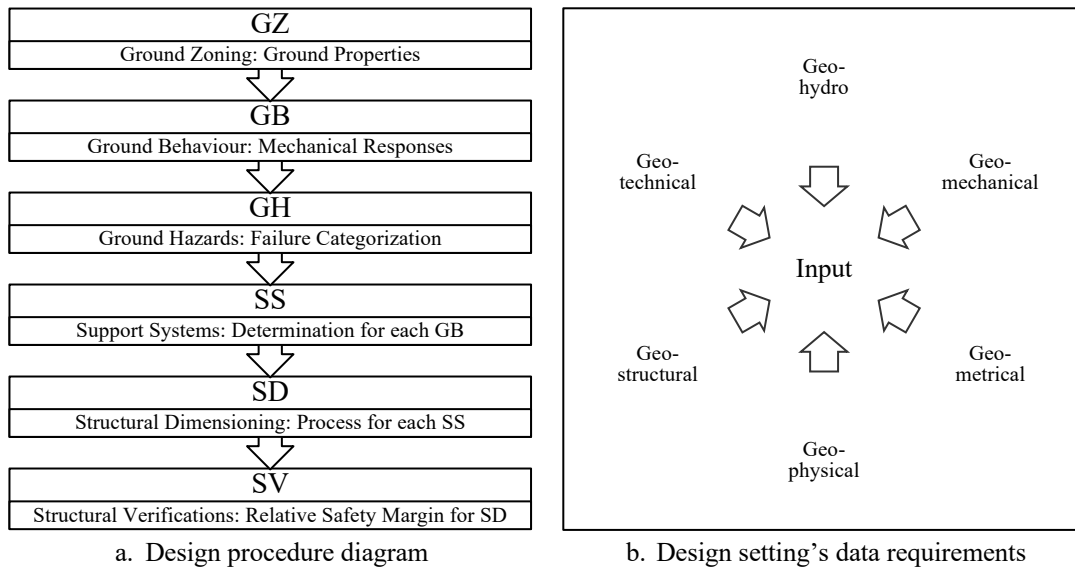 GZ
Ground Zoning: Ground Properties
GB
Ground Behaviour: Mechanical Responses
GH
Ground Hazards: Failure Categorization
SS
Support Systems: Determination for each GB
SD
Structural Dimensioning: Process for each SS
SV
Structural Verifications: Relative Safety Margin for SD
a. Design procedure diagram
Geo-
hydro
Geo-
technical
Geo-
mechanical
Input
Geo-
structural
Geo-
metrical
Geo-
physical
b. Design setting's data requirements